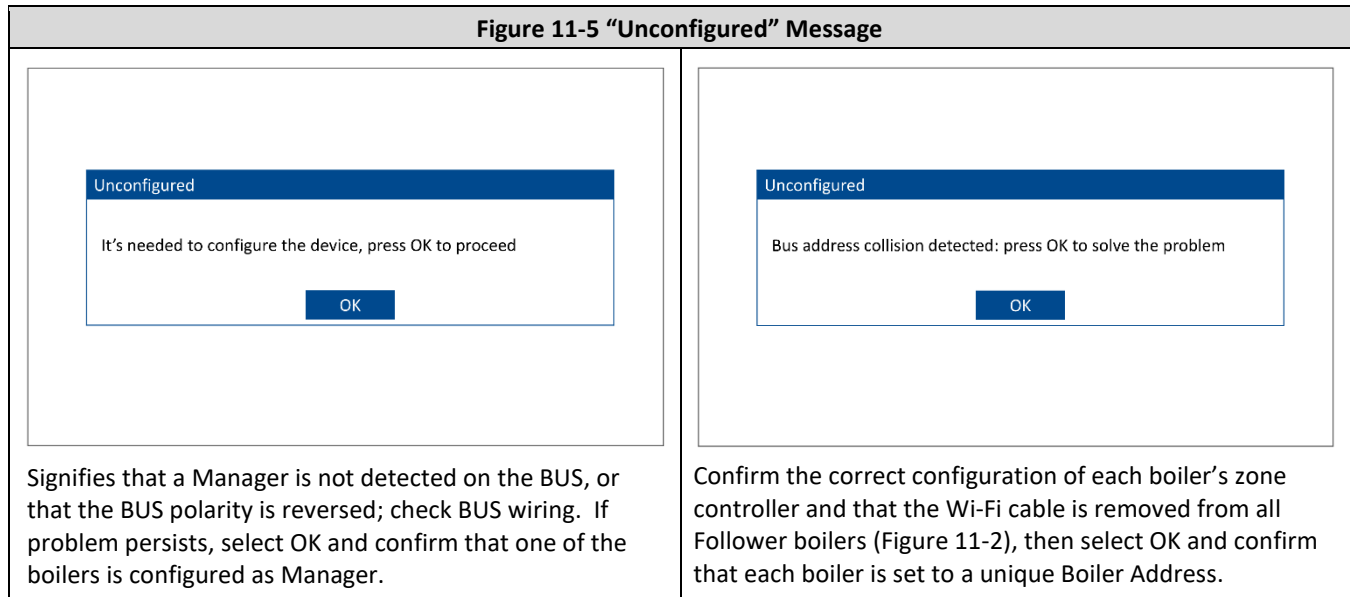 Figure 11-5 “Unconfigured” Message
Unconfigured
It’s needed to configure the device, press OK to proceed
OK
Signifies that a Manager is not detected on the BUS, or
that the BUS polarity is reversed; check BUS wiring.  If
problem persists, select OK and confirm that one of the
boilers is configured as Manager.
Unconfigured
Bus address collision detected: press OK to solve the problem
OK
Confirm the correct configuration of each boiler’s zone
controller and that the Wi-Fi cable is removed from all
Follower boilers (Figure 11-2), then select OK and confirm
that each boiler is set to a unique Boiler Address.